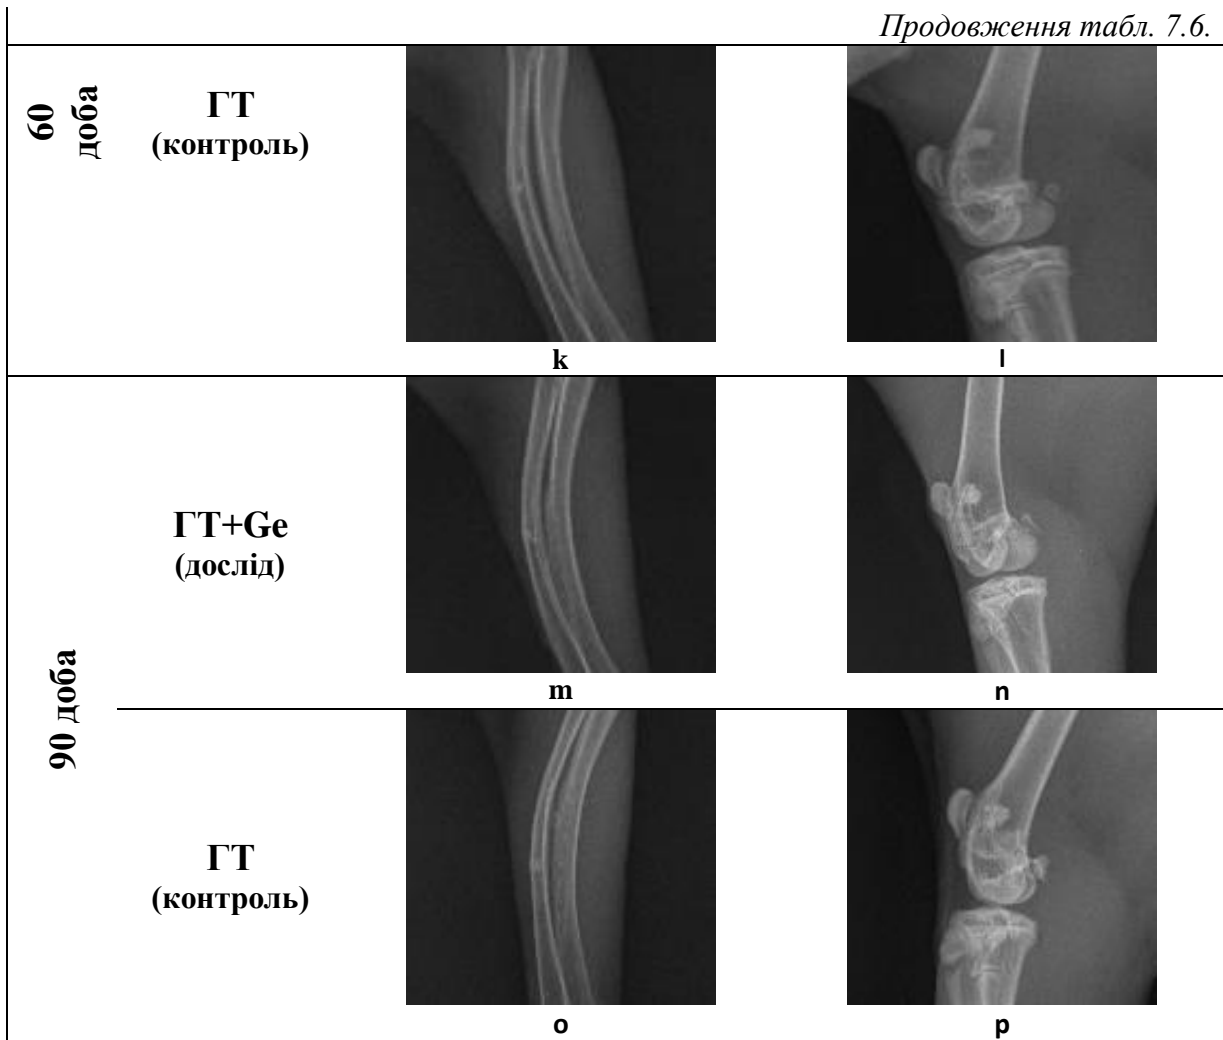 Продовження табл. 7.6.
60
доба
ГТ
(контроль)
k
l
90 доба
ГТ+Ge
(дослід)
m
n
ГТ
(контроль)
o
p